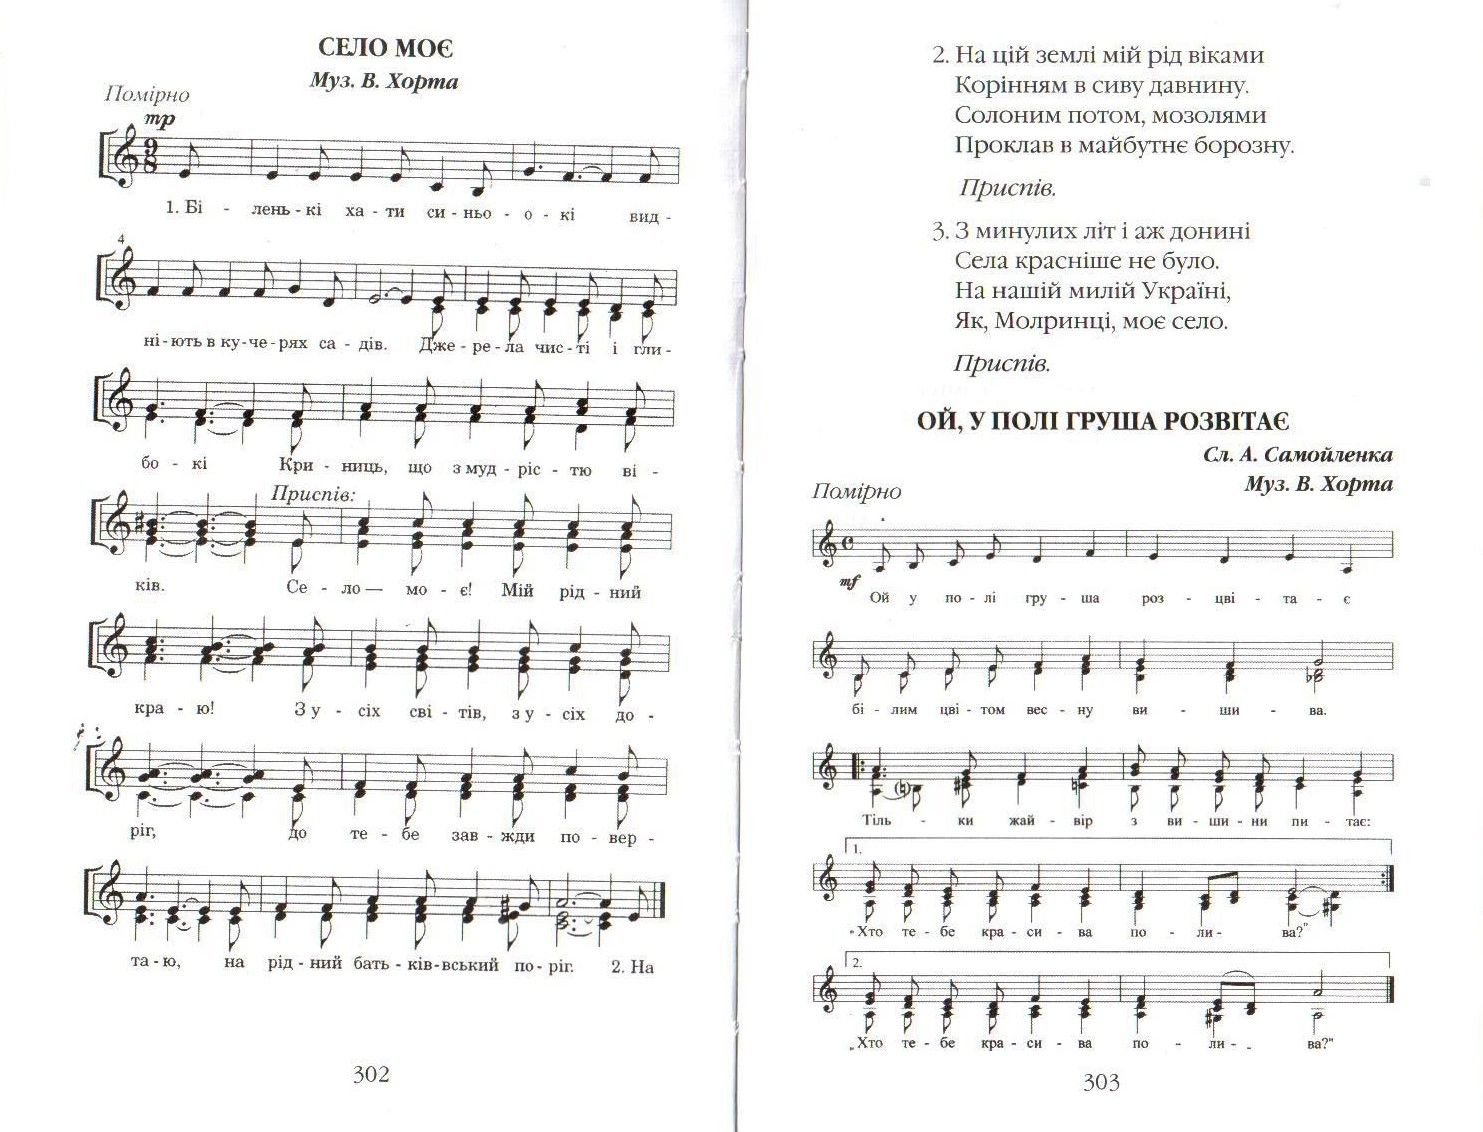 СЕЛО МОЄ
Муз. В. Хорта
Помірно
mp
9
8
1. Бі - лень - кі ха - ти си - ньо - о - кі вид -
4
ні - ють в ку - че - рях са - дів. Дже - ре - ла чис - ті і гли -
бо - кі Кри - ниць, що з муд - ріс - тю ві -
Приспів:
ків. Се - ло — мо - є! Мій рід - ний
кра - ю! З у - сіх сві - тів, з у - сіх до -
ріг, до те - бе зав - жди по - вер -
та - ю, на рід - ний бать - ків - вський по - ріг. 2. На
302
2. На цій землі мій рід віками
Корінням в сиву давнину.
Солоним потом, мозолями
Проклав в майбутнє борозну.
Приспів.
3. З минулих літ і аж донині
Села красніше не було.
На нашій милій Україні,
Як, Молринці, моє село.
Приспів.
ОЙ, У ПОЛІ ГРУША РОЗВІТАЄ
Сл. А. Самойленка
Муз. В. Хорта
Помірно
mf
Ой у по - лі гру - ша роз - цві - та - є
бі - лим цві - том вес - ну ви - ши - ва.
Тіль - ки жай - вір з ви - ши - ни пи - тає:
1.
"Хто те - бе кра - си - ва по - ли - ва?"
2.
„Хто те - бе кра - си - ва по - ли - - ва?"
303